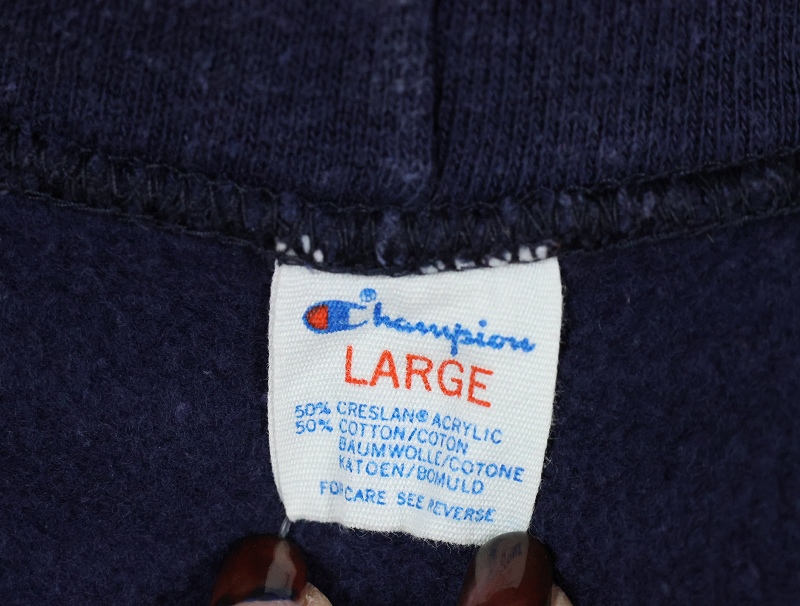 Champion®
LARGE
50% CRESLAN® ACRYLIC
50% COTTON/COTON
BAUMWOLLE/COTONE
KATOEN/BOMULD
FOR CARE SEE REVERSE